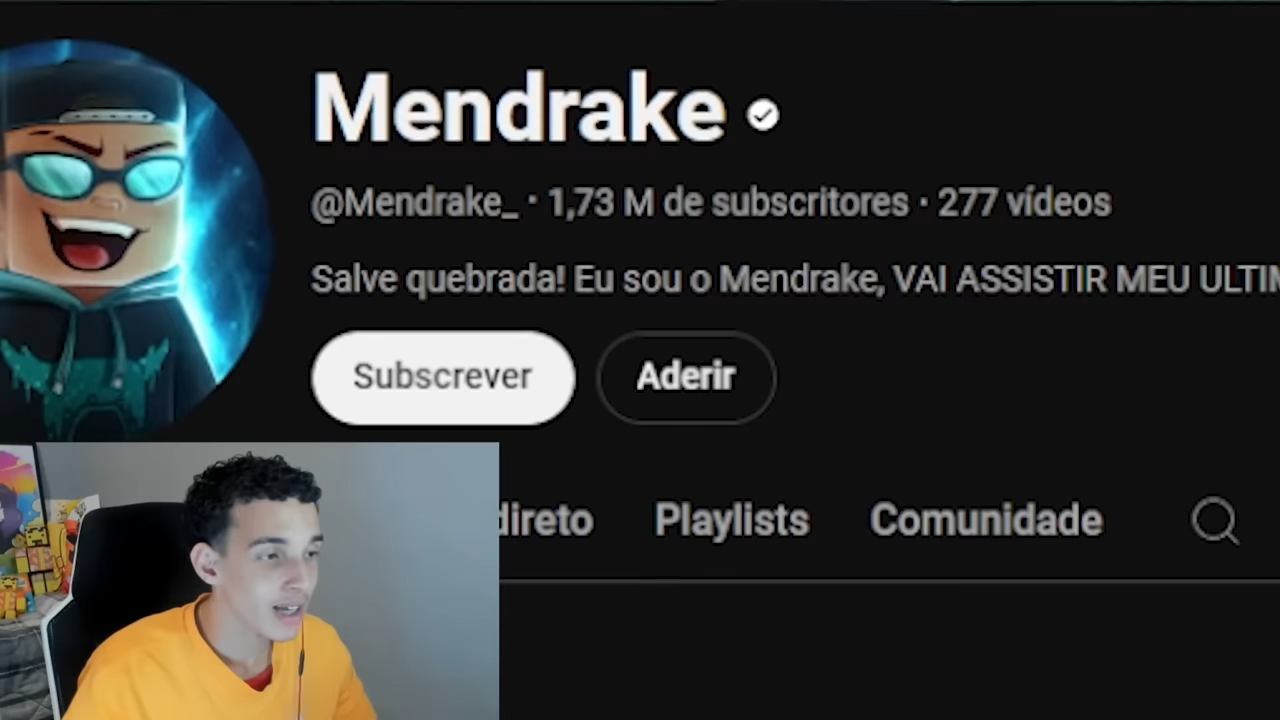 Mendrake
@Mendrake_ · 1,73 M de subscritores · 277 vídeos
Salve quebrada! Eu sou o Mendrake, VAI ASSISTIR MEU
Subscrever Aderir
direto Playlists Comunidade